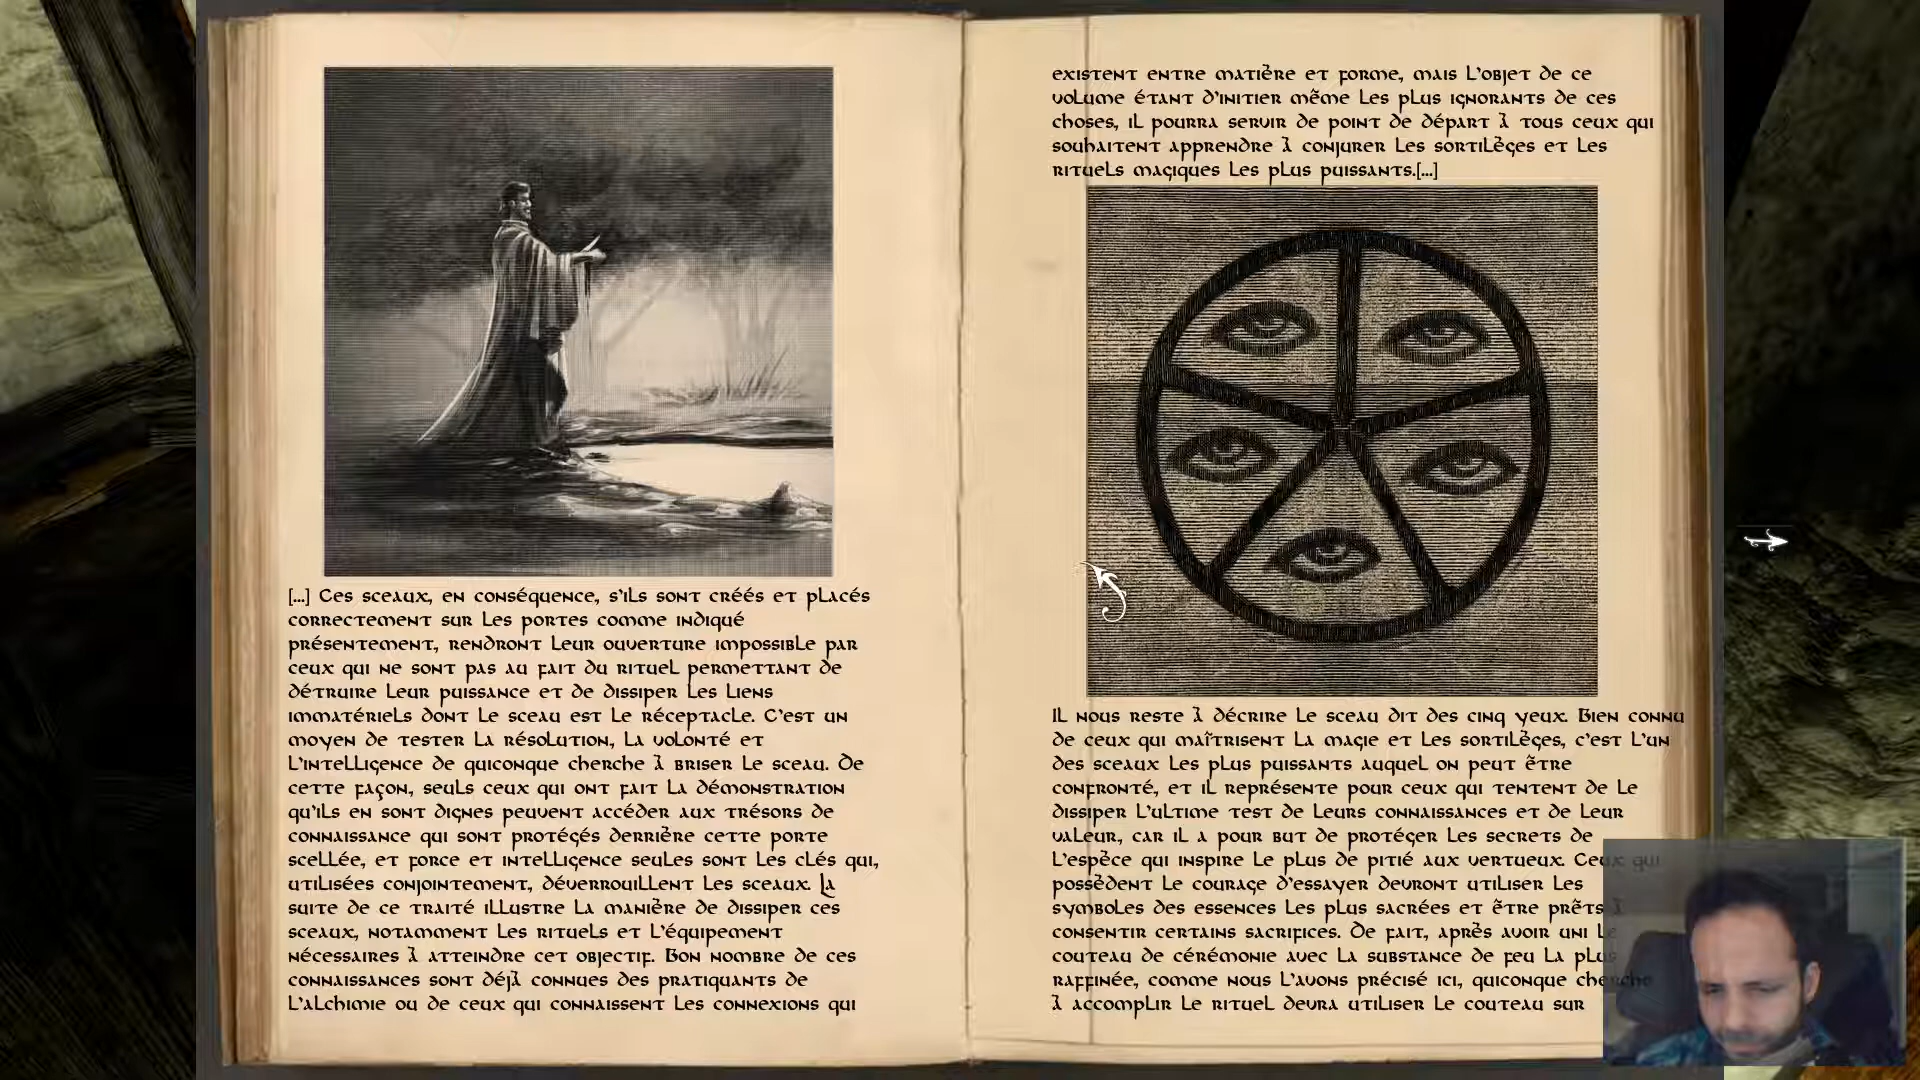 [...] Ces sceaux, en conséquence, s'ils sont créés et placés
correctement sur les portes comme indiqué
présentement, rendront leur ouverture impossible par
ceux qui ne sont pas au fait du rituel permettant de
détruire leur puissance et de dissiper les liens
immatériels dont le sceau est le réceptacle. C'est un
moyen de tester la résolution, la volonté et
l'intelligence de quiconque cherche à briser le sceau. De
cette façon, seuls ceux qui ont fait la démonstration
qu'ils en sont dignes peuvent accéder aux trésors de
connaissance qui sont protégés derrière cette porte
scellée, et force et intelligence seules sont les clés qui,
utilisées conjointement, déverrouillent les sceaux. La
suite de ce traité illustre la manière de dissiper ces
sceaux, notamment les rituels et l'équipement
nécessaires à atteindre cet objectif. Bon nombre de ces
connaissances sont déjà connues des pratiquants de
l'alchimie ou de ceux qui connaissent les connexions qui
existent entre matière et forme, mais l'objet de ce
volume étant d'initier même les plus ignorants de ces
choses, il pourra servir de point de départ à tous ceux qui
souhaitent apprendre à conjurer les sortilèges et les
rituels magiques les plus puissants.[...]
Il nous reste à décrire le sceau dit des cinq yeux. Bien connu
de ceux qui maîtrisent la magie et les sortilèges, c'est l'un
des sceaux les plus puissants auquel on peut être
confronté, et il représente pour ceux qui tentent de le
dissiper l'ultime test de leurs connaissances et de leur
valeur, car il a pour but de protéger les secrets de
l'espèce qui inspire le plus de pitié aux vertueux. Ceux qui
possèdent le courage d'essayer devront utiliser les
symboles des essences les plus sacrées et être prêts à
consentir certains sacrifices. De fait, après avoir uni le
couteau de cérémonie avec la substance de feu la plus
raffinée, comme nous l'avons précisé ici, quiconque cherche
à accomplir le rituel devra utiliser le couteau sur